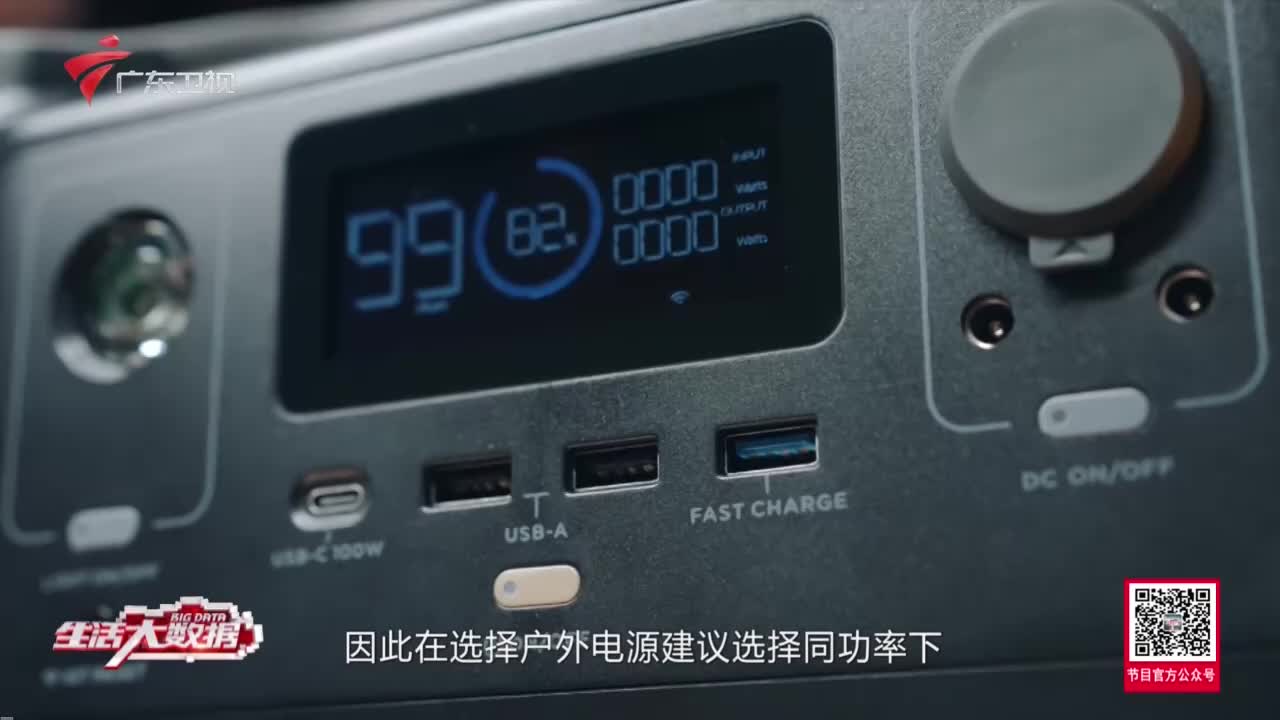 广东卫视
99
82%
0000
INPUT
Watts
0000
OUTPUT
Watts
USB-C 100W
USB-A
FAST CHARGE
DC ON/OFF
BIG DATA
生活大数据
因此在选择户外电源建议选择同功率下
节目官方公众号